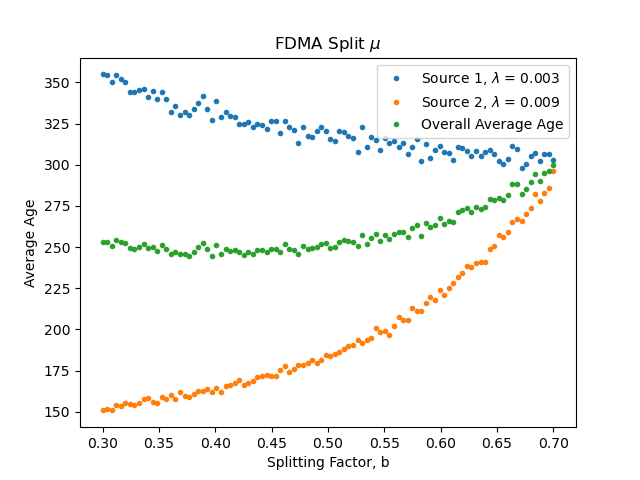 FDMA Split μ
Source 1, λ = 0.003
Source 2, λ = 0.009
Overall Average Age
Average Age
350
325
300
275
250
225
200
175
150
0.30 0.35 0.40 0.45 0.50 0.55 0.60 0.65 0.70
Splitting Factor, b